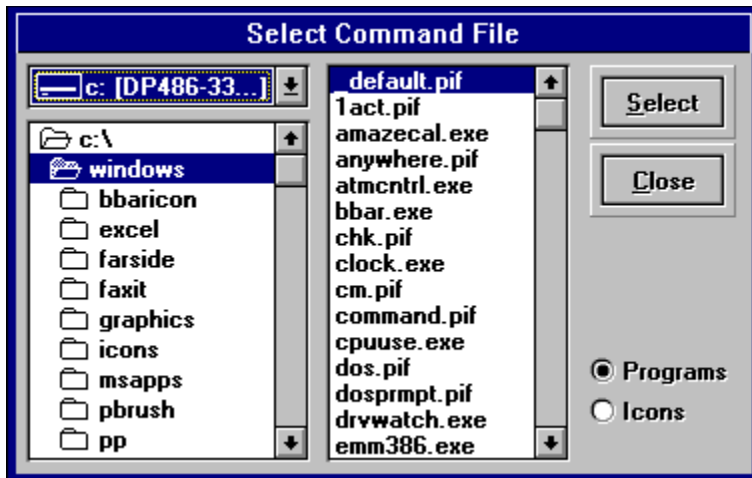 Select Command File
c: [DP486-33...]
c:\
windows
bbaricon
excel
farside
faxit
graphics
icons
msapps
pbrush
pp
_default.pif
1act.pif
amazecal.exe
anywhere.pif
atmcntrl.exe
bbar.exe
chk.pif
clock.exe
cm.pif
command.pif
cpuuse.exe
dos.pif
dosprmpt.pif
drvwatch.exe
emm386.exe
Select
Close
Programs
Icons